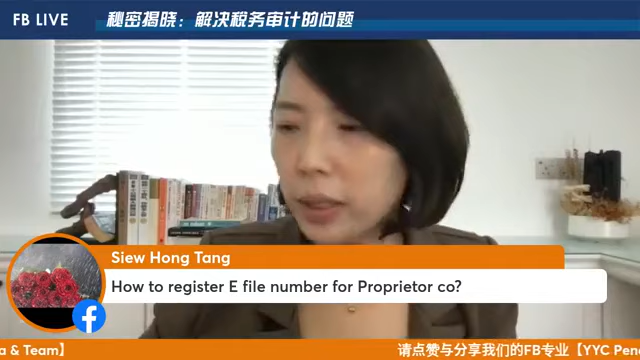 FB LIVE
秘密揭晓：解决税务审计的问题
Siew Hong Tang
How to register E file number for Proprietor co?
a & Team】
请点赞与分享我们的FB专业【YYC Pen